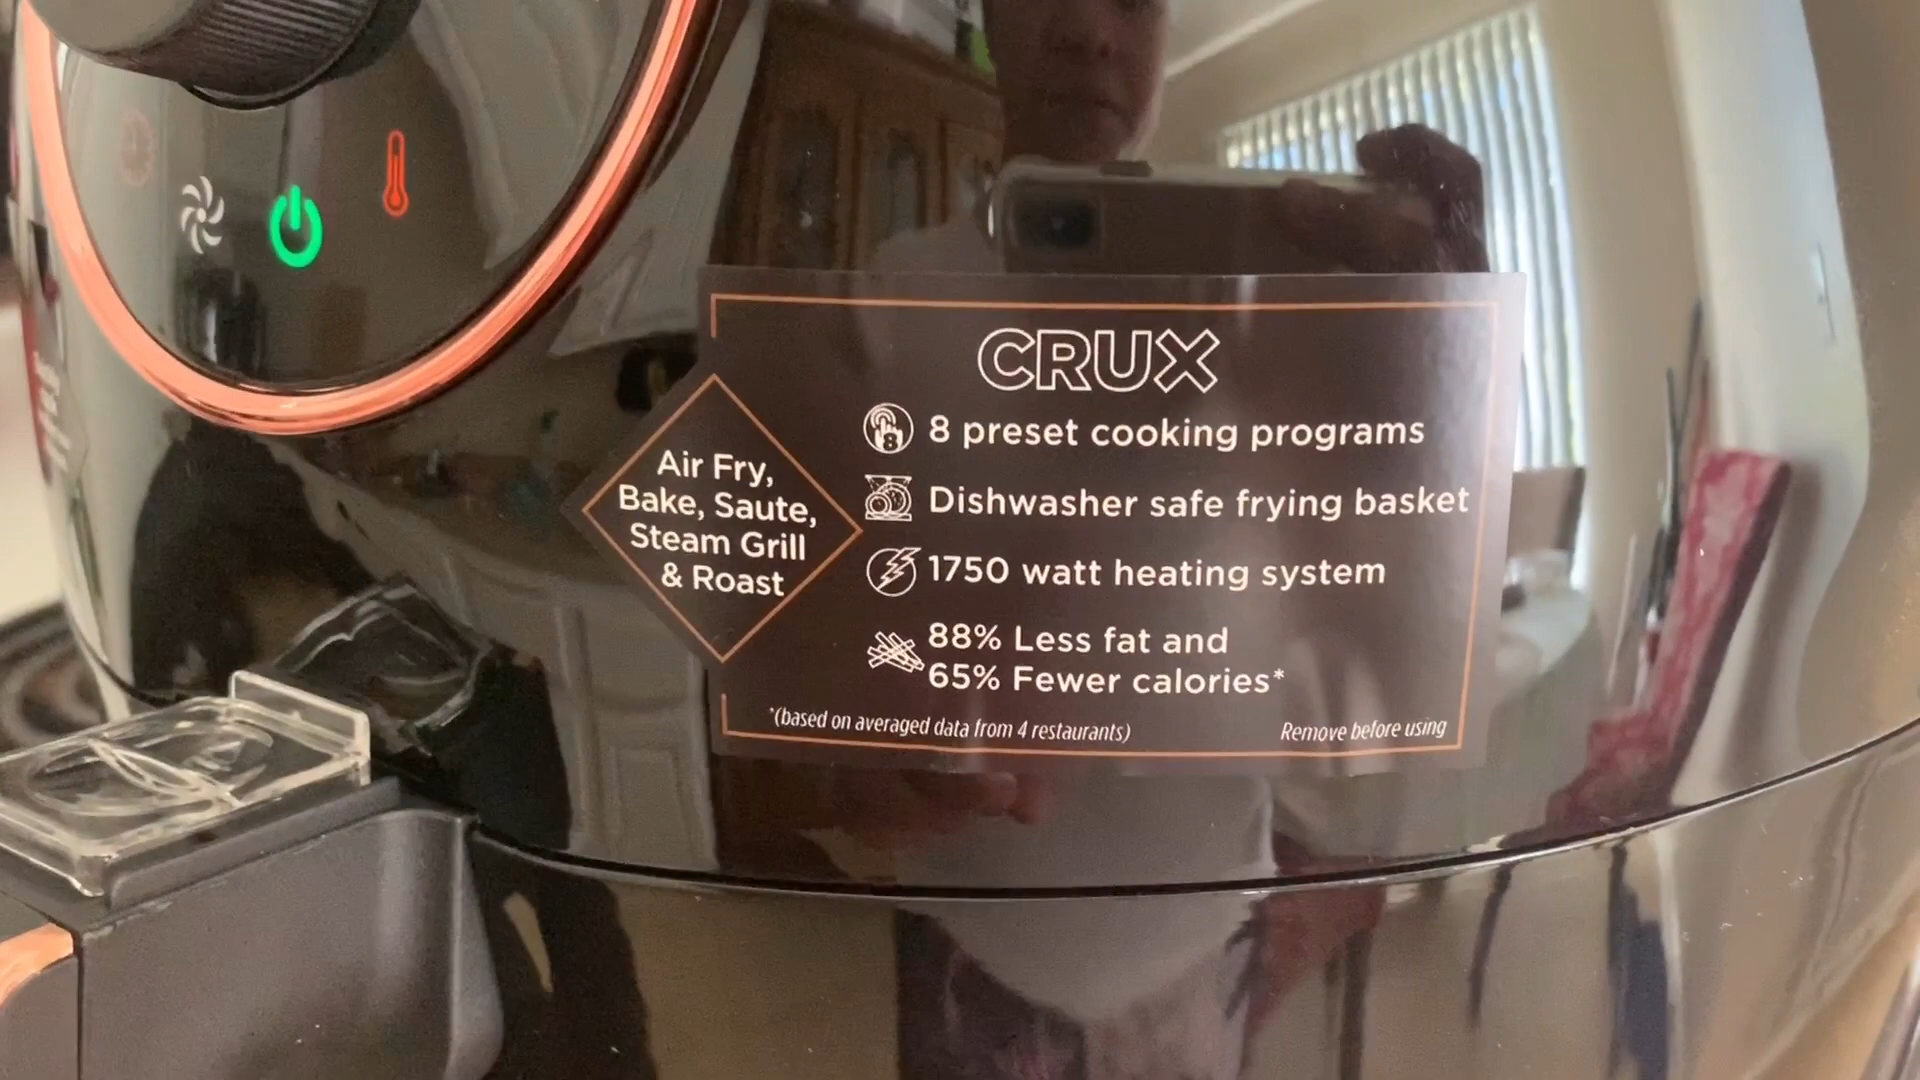 CRUX
Air Fry,
Bake, Saute,
Steam Grill
& Roast
8 preset cooking programs
Dishwasher safe frying basket
1750 watt heating system
88% Less fat and
65% Fewer calories*
*(based on averaged data from 4 restaurants)
Remove before using